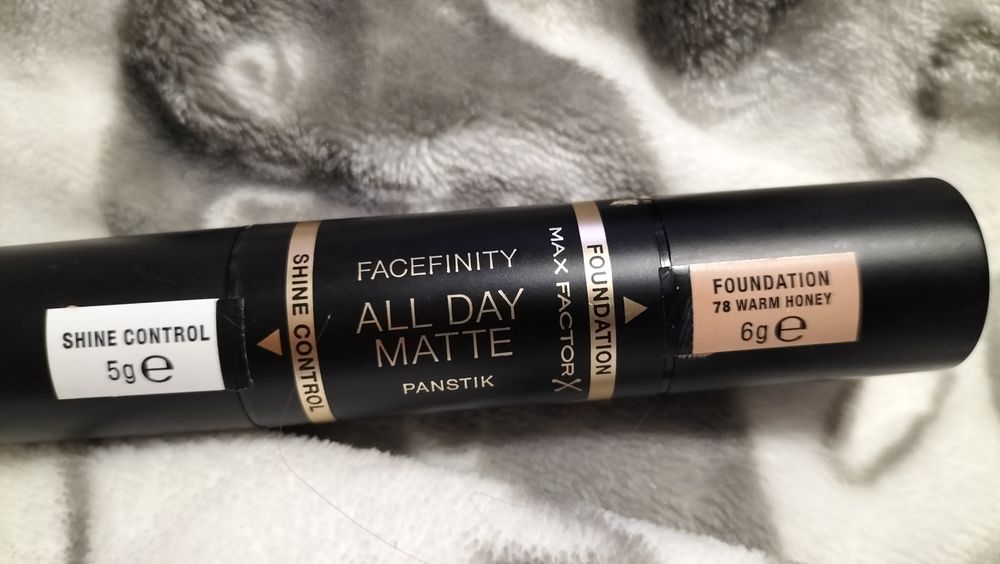 SHINE CONTROL
5g ℮
SHINE CONTROL
FACEFINITY
ALL DAY
MATTE
PANSTIK
MAX FACTOR X
FOUNDATION
FOUNDATION
78 WARM HONEY
6g ℮